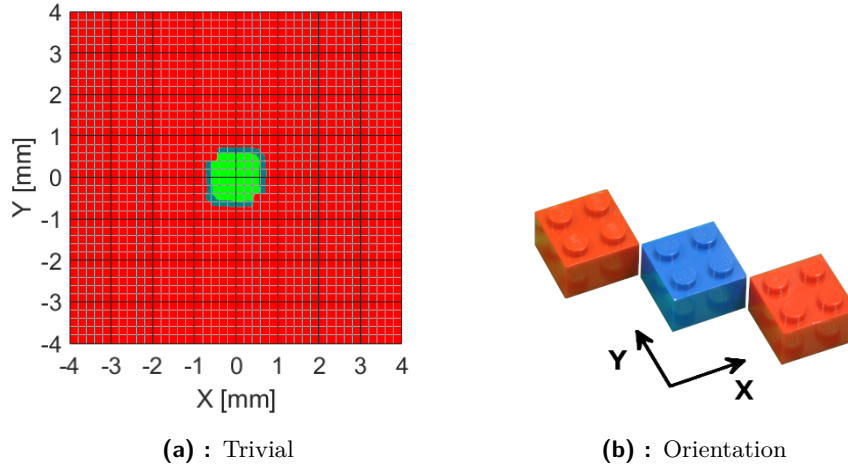 4
3
2
1
0
-1
-2
-3
-4
Y [mm]
-4 -3 -2 -1 0 1 2 3 4
X [mm]
Y
X
(a) : Trivial
(b) : Orientation